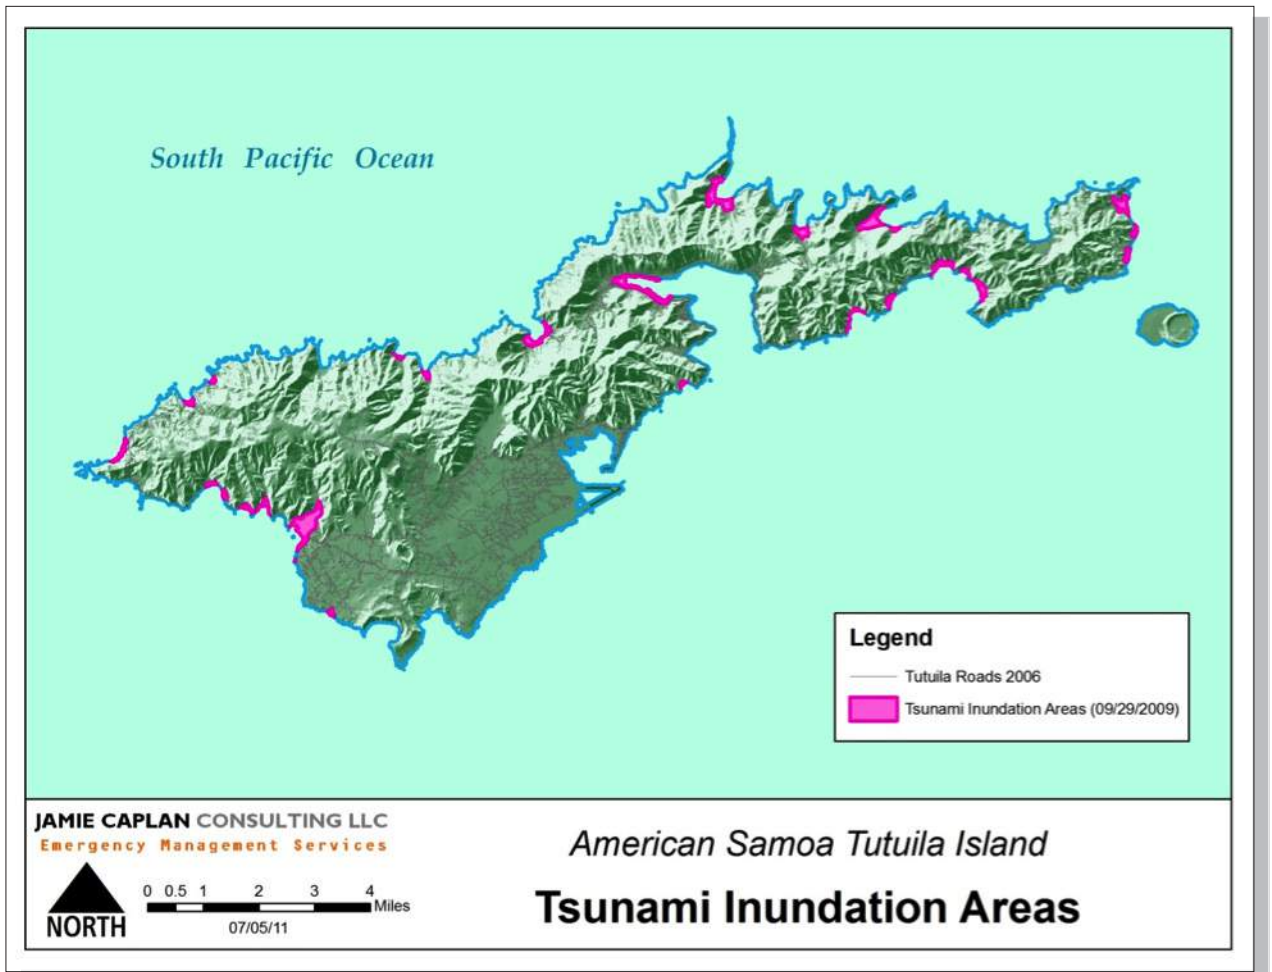 South Pacific Ocean
Legend
Tutuila Roads 2006
Tsunami Inundation Areas (09/29/2009)
JAMIE CAPLAN CONSULTING LLC
Emergency Management Services
American Samoa Tutuila Island
Tsunami Inundation Areas
0 0.5 1 2 3 4
Miles
NORTH
07/05/11